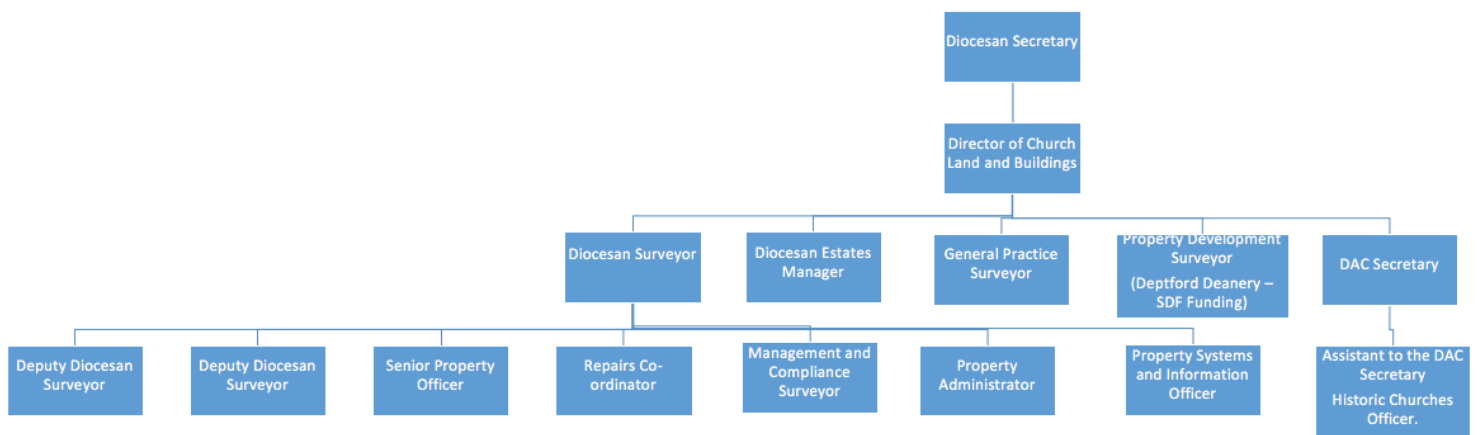 Diocesan Secretary
Director of Church
Land and Buildings
Diocesan Surveyor
Diocesan Estates
Manager
General Practice
Surveyor
Property Development
Surveyor
(Deptford Deanery –
SDF Funding)
DAC Secretary
Deputy Diocesan
Surveyor
Deputy Diocesan
Surveyor
Senior Property
Officer
Repairs Co-
ordinator
Management and
Compliance
Surveyor
Property
Administrator
Property Systems
and Information
Officer
Assistant to the DAC
Secretary
Historic Churches
Officer.